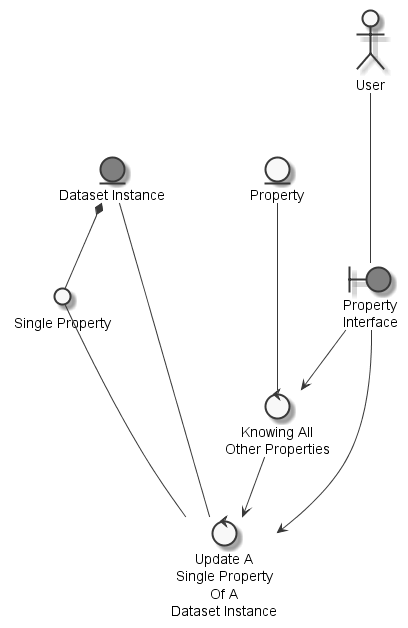 User
Dataset Instance
Property
Property
Interface
Single Property
Knowing All
Other Properties
Update A
Single Property
Of A
Dataset Instance